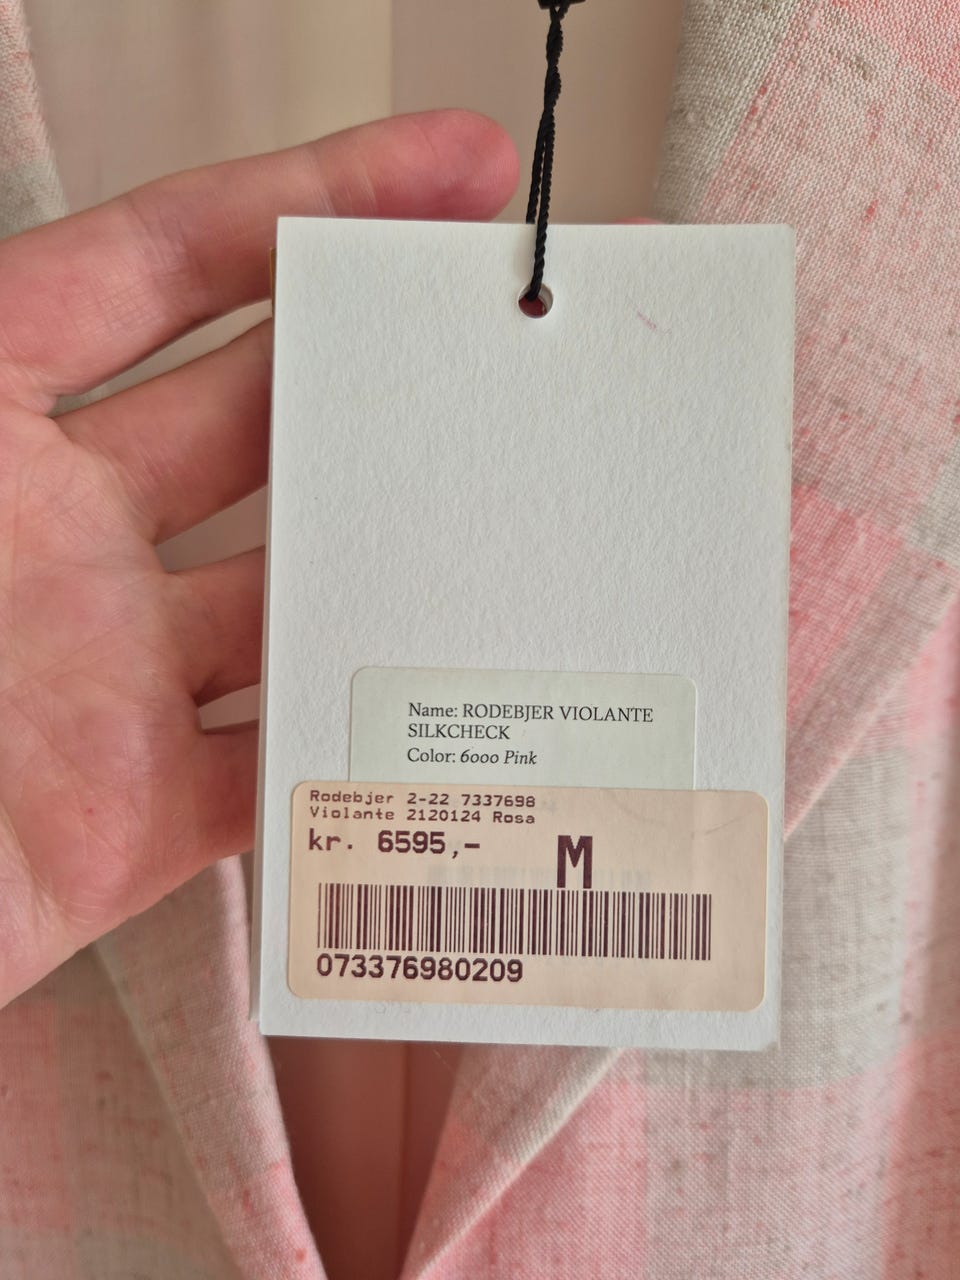 Name: RODEBJER VIOLANTE
SILKCHECK
Color: 6000 Pink
Rodebjer 2-22 7337698
Violante 2120124 Rosa
kr. 6595,-
M
073376980209